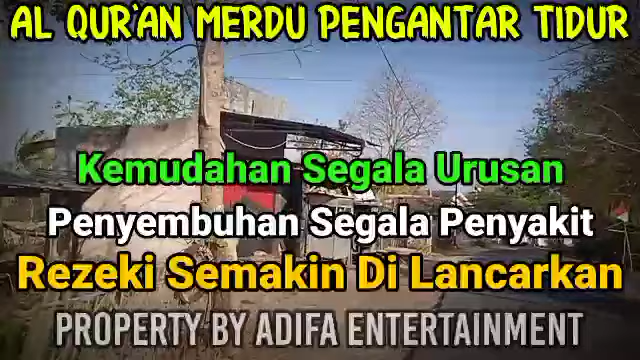 AL QUR'AN MERDU PENGANTAR TIDUR
Kemudahan Segala Urusan
Penyembuhan Segala Penyakit
Rezeki Semakin Di Lancarkan
PROPERTY BY ADIFA ENTERTAINMENT